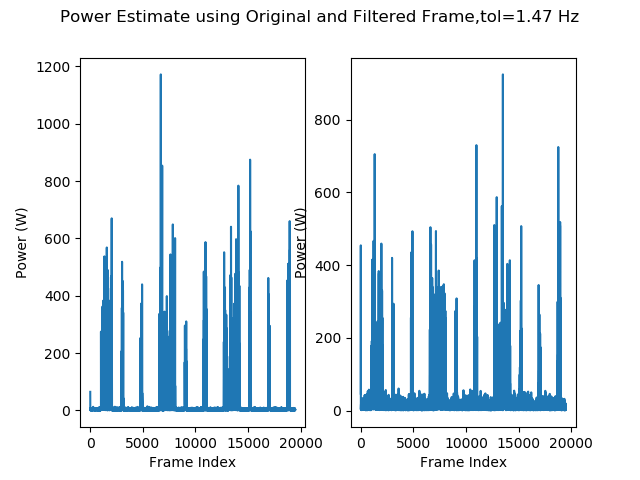 Power Estimate using Original and Filtered Frame,tol=1.47 Hz
1200
1000
800
600
400
200
0
Power (W)
0 5000 10000 15000 20000
Frame Index
800
600
400
200
0
Power (W)
0 5000 10000 15000 20000
Frame Index